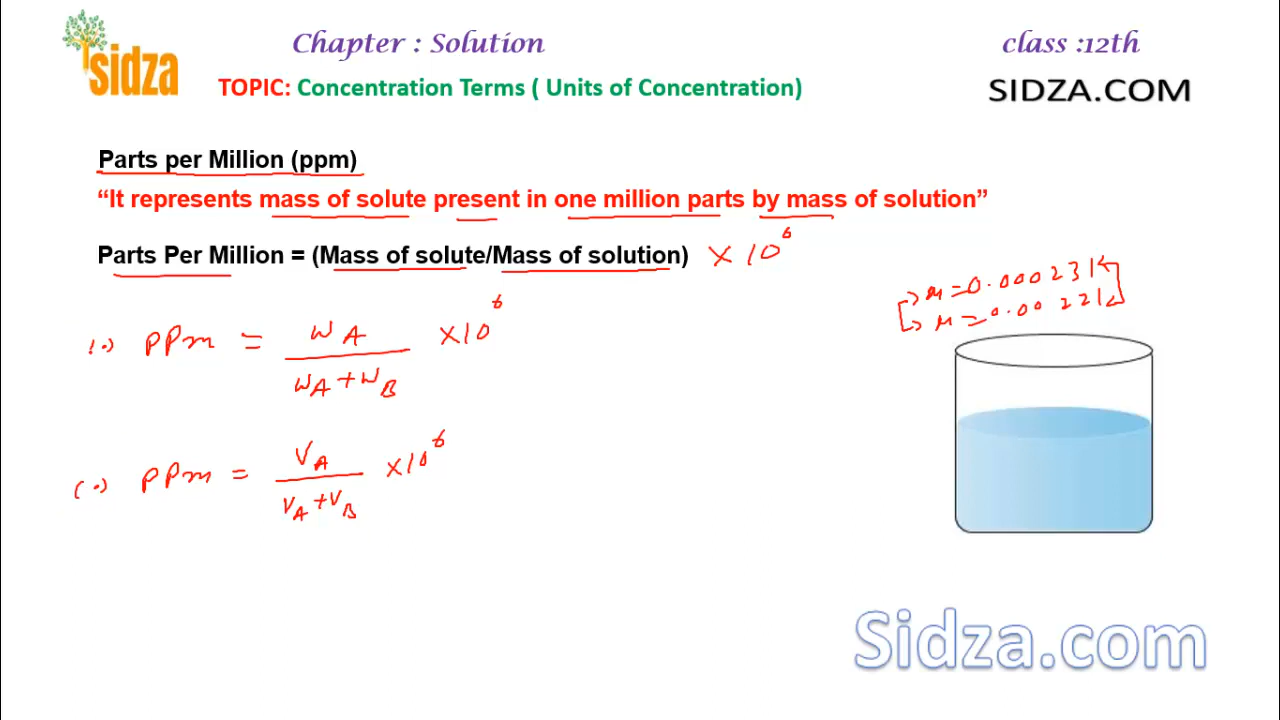 sidza
Chapter : Solution
class :12th
TOPIC: Concentration Terms ( Units of Concentration)
SIDZA.COM
Parts per Million (ppm)
“It represents mass of solute present in one million parts by mass of solution”
Parts Per Million = (Mass of solute/Mass of solution) × 10⁶
M = 0.000231
M = 0.00221
PPm = WA / WA + WB × 10⁶
PPm = VA / VA + VB × 10⁶
Sidza.com